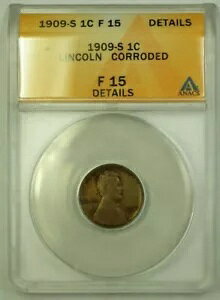 1909-S 1C F 15 DETAILS
1909-S 1C
LINCOLN CORRODED
F 15
DETAILS
ANACS